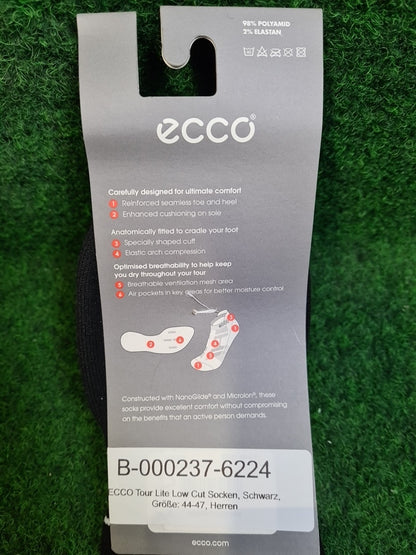 98% POLYAMID
2% ELASTAN
ecco®
Carefully designed for ultimate comfort
1 Reinforced seamless toe and heel
2 Enhanced cushioning on sole
Anatomically fitted to cradle your foot
3 Specially shaped cuff
4 Elastic arch compression
Optimised breathability to help keep
you dry throughout your tour
5 Breathable ventilation mesh area
6 Air pockets in key areas for better moisture control
Constructed with NanoGlide® and Microlon®, these
socks provide excellent comfort without compromising
on the benefits that an active person demands.
B-000237-6224
ECCO Tour Lite Low Cut Socken, Schwarz,
Größe: 44-47, Herren
ecco.com